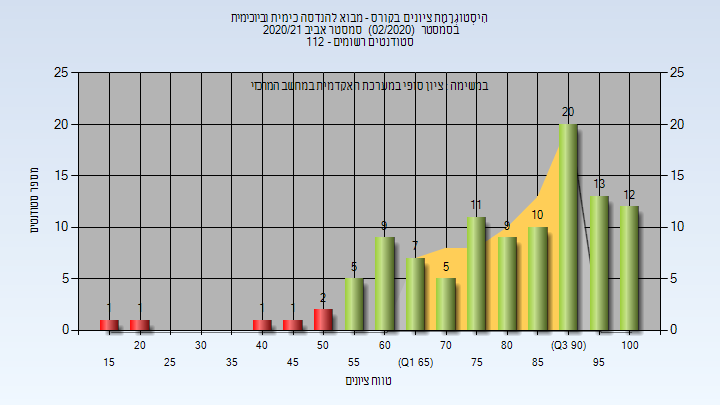 היסטוגרמת ציונים בקורס - מבוא להנדסה כימית וביוכימית
בסמסטר (02/2020) סמסטר אביב 2020/21
סטודנטים רשומים - 112
במשימה : ציון סופי במערכת האקדמית במחשב המרכזי
מספר סטודנטים
25 25
20 20
15 15
10 10
5 5
0 0
1 1 1 1 2 5 9 7 5 11 9 10 20 13 12
20 30 40 50 60 70 80 (Q3 90) 100
15 25 35 45 55 (Q1 65) 75 85 95
טווח ציונים